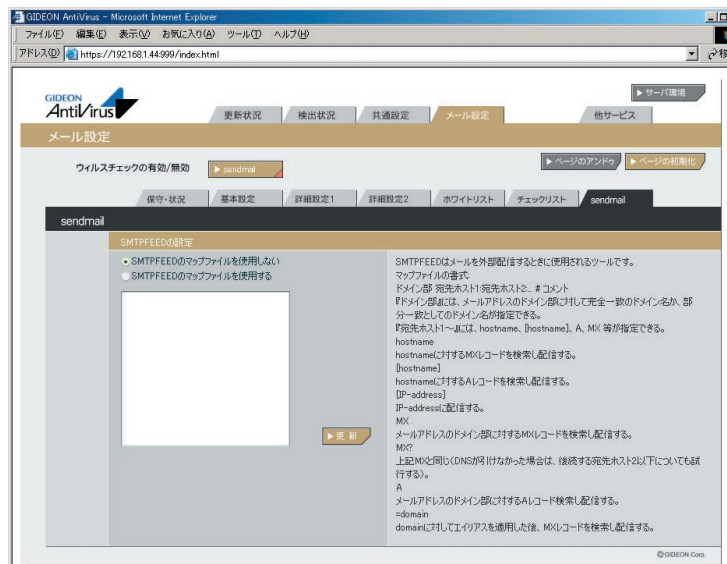 GIDEON AntiVirus - Microsoft Internet Explorer
ファイル(F) 編集(E) 表示(V) お気に入り(A) ツール(T) ヘルプ(H)
アドレス(D) https://192.168.1.44:999/index.html
GIDEON
AntiVirus
サーバ環境
更新状況 検出状況 共通設定 メール設定 他サービス
メール設定
ウィルスチェックの有効/無効 sendmail
ページのアンドゥ ページの初期化
保守・状況 基本設定 詳細設定1 詳細設定2 ホワイトリスト チェックリスト sendmail
sendmail
SMTPFEEDの設定
SMTPFEEDのマップファイルを使用しない
SMTPFEEDのマップファイルを使用する
更 新
SMTPFEEDはメールを外部配信するときに使用されるツールです。
マップファイルの書式:
ドメイン部 宛先ホスト1:宛先ホスト2:... # コメント
『ドメイン部』には、メールアドレスのドメイン部に対して完全一致のドメイン名か、部
分一致としてのドメイン名が指定できる。
『宛先ホスト1～』には、hostname、[hostname]、A、MX 等が指定できる。
hostname
hostnameに対するMXレコードを検索し配信する。
[hostname]
hostnameに対するAレコードを検索し配信する。
[IP-address]
IP-addressに配信する。
MX
メールアドレスのドメイン部に対するMXレコードを検索し配信する。
MX?
上記MXと同じ(DNSが引けなかった場合は、後続する宛先ホスト2以下についても試
行する)。
A
メールアドレスのドメイン部に対するAレコード検索し配信する。
=domain
domainに対してエイリアスを適用した後、MXレコードを検索し配信する。
©GIDEON Corp.